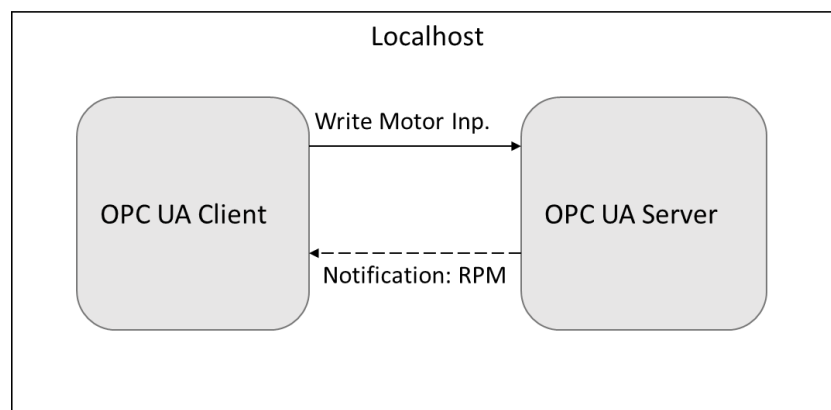 Localhost
Write Motor Inp.
OPC UA Client
OPC UA Server
Notification: RPM